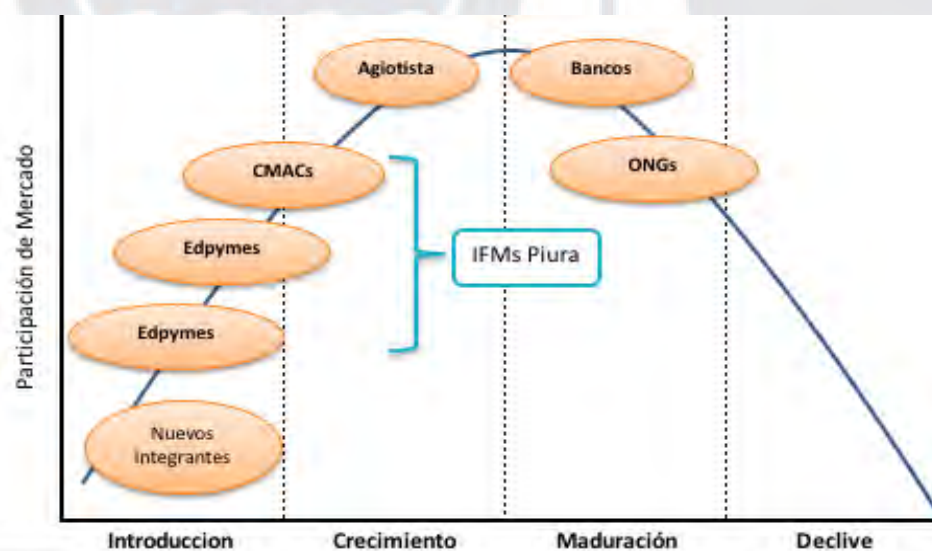 Participación de Mercado
Agiotista
Bancos
CMACs
ONGs
Edpymes
IFMs Piura
Edpymes
Nuevos
integrantes
Introduccion
Crecimiento
Maduración
Declive